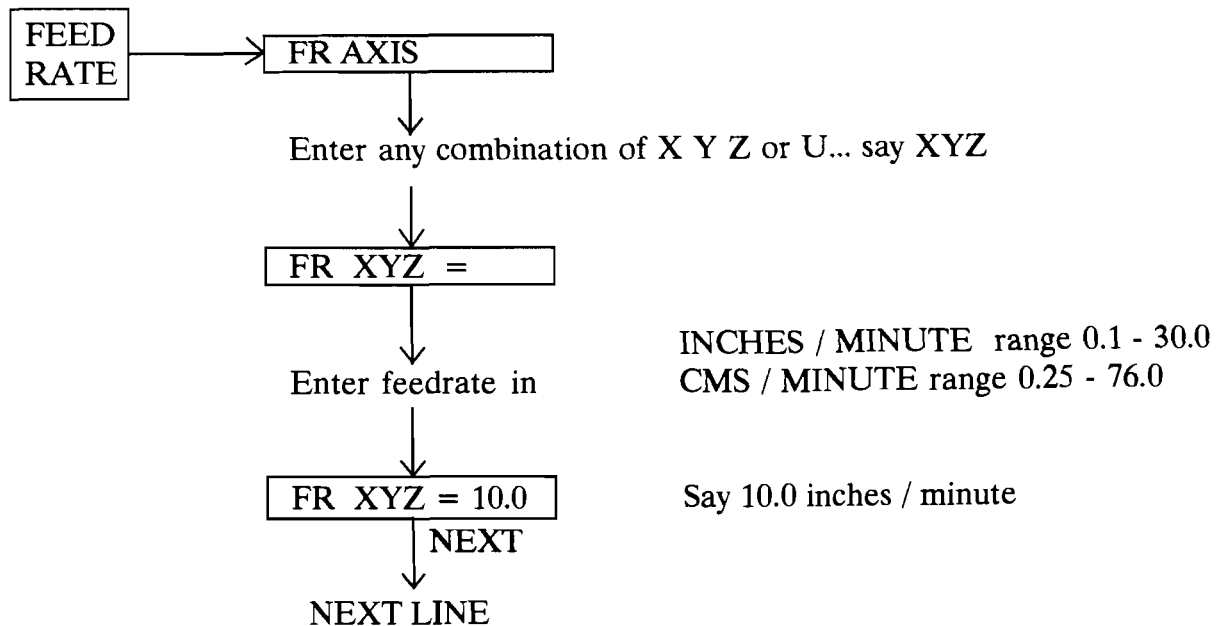 FEED
RATE
FR AXIS
Enter any combination of X Y Z or U... say XYZ
FR XYZ =
Enter feedrate in
INCHES / MINUTE range 0.1 - 30.0
CMS / MINUTE range 0.25 - 76.0
FR XYZ = 10.0
Say 10.0 inches / minute
NEXT
NEXT LINE